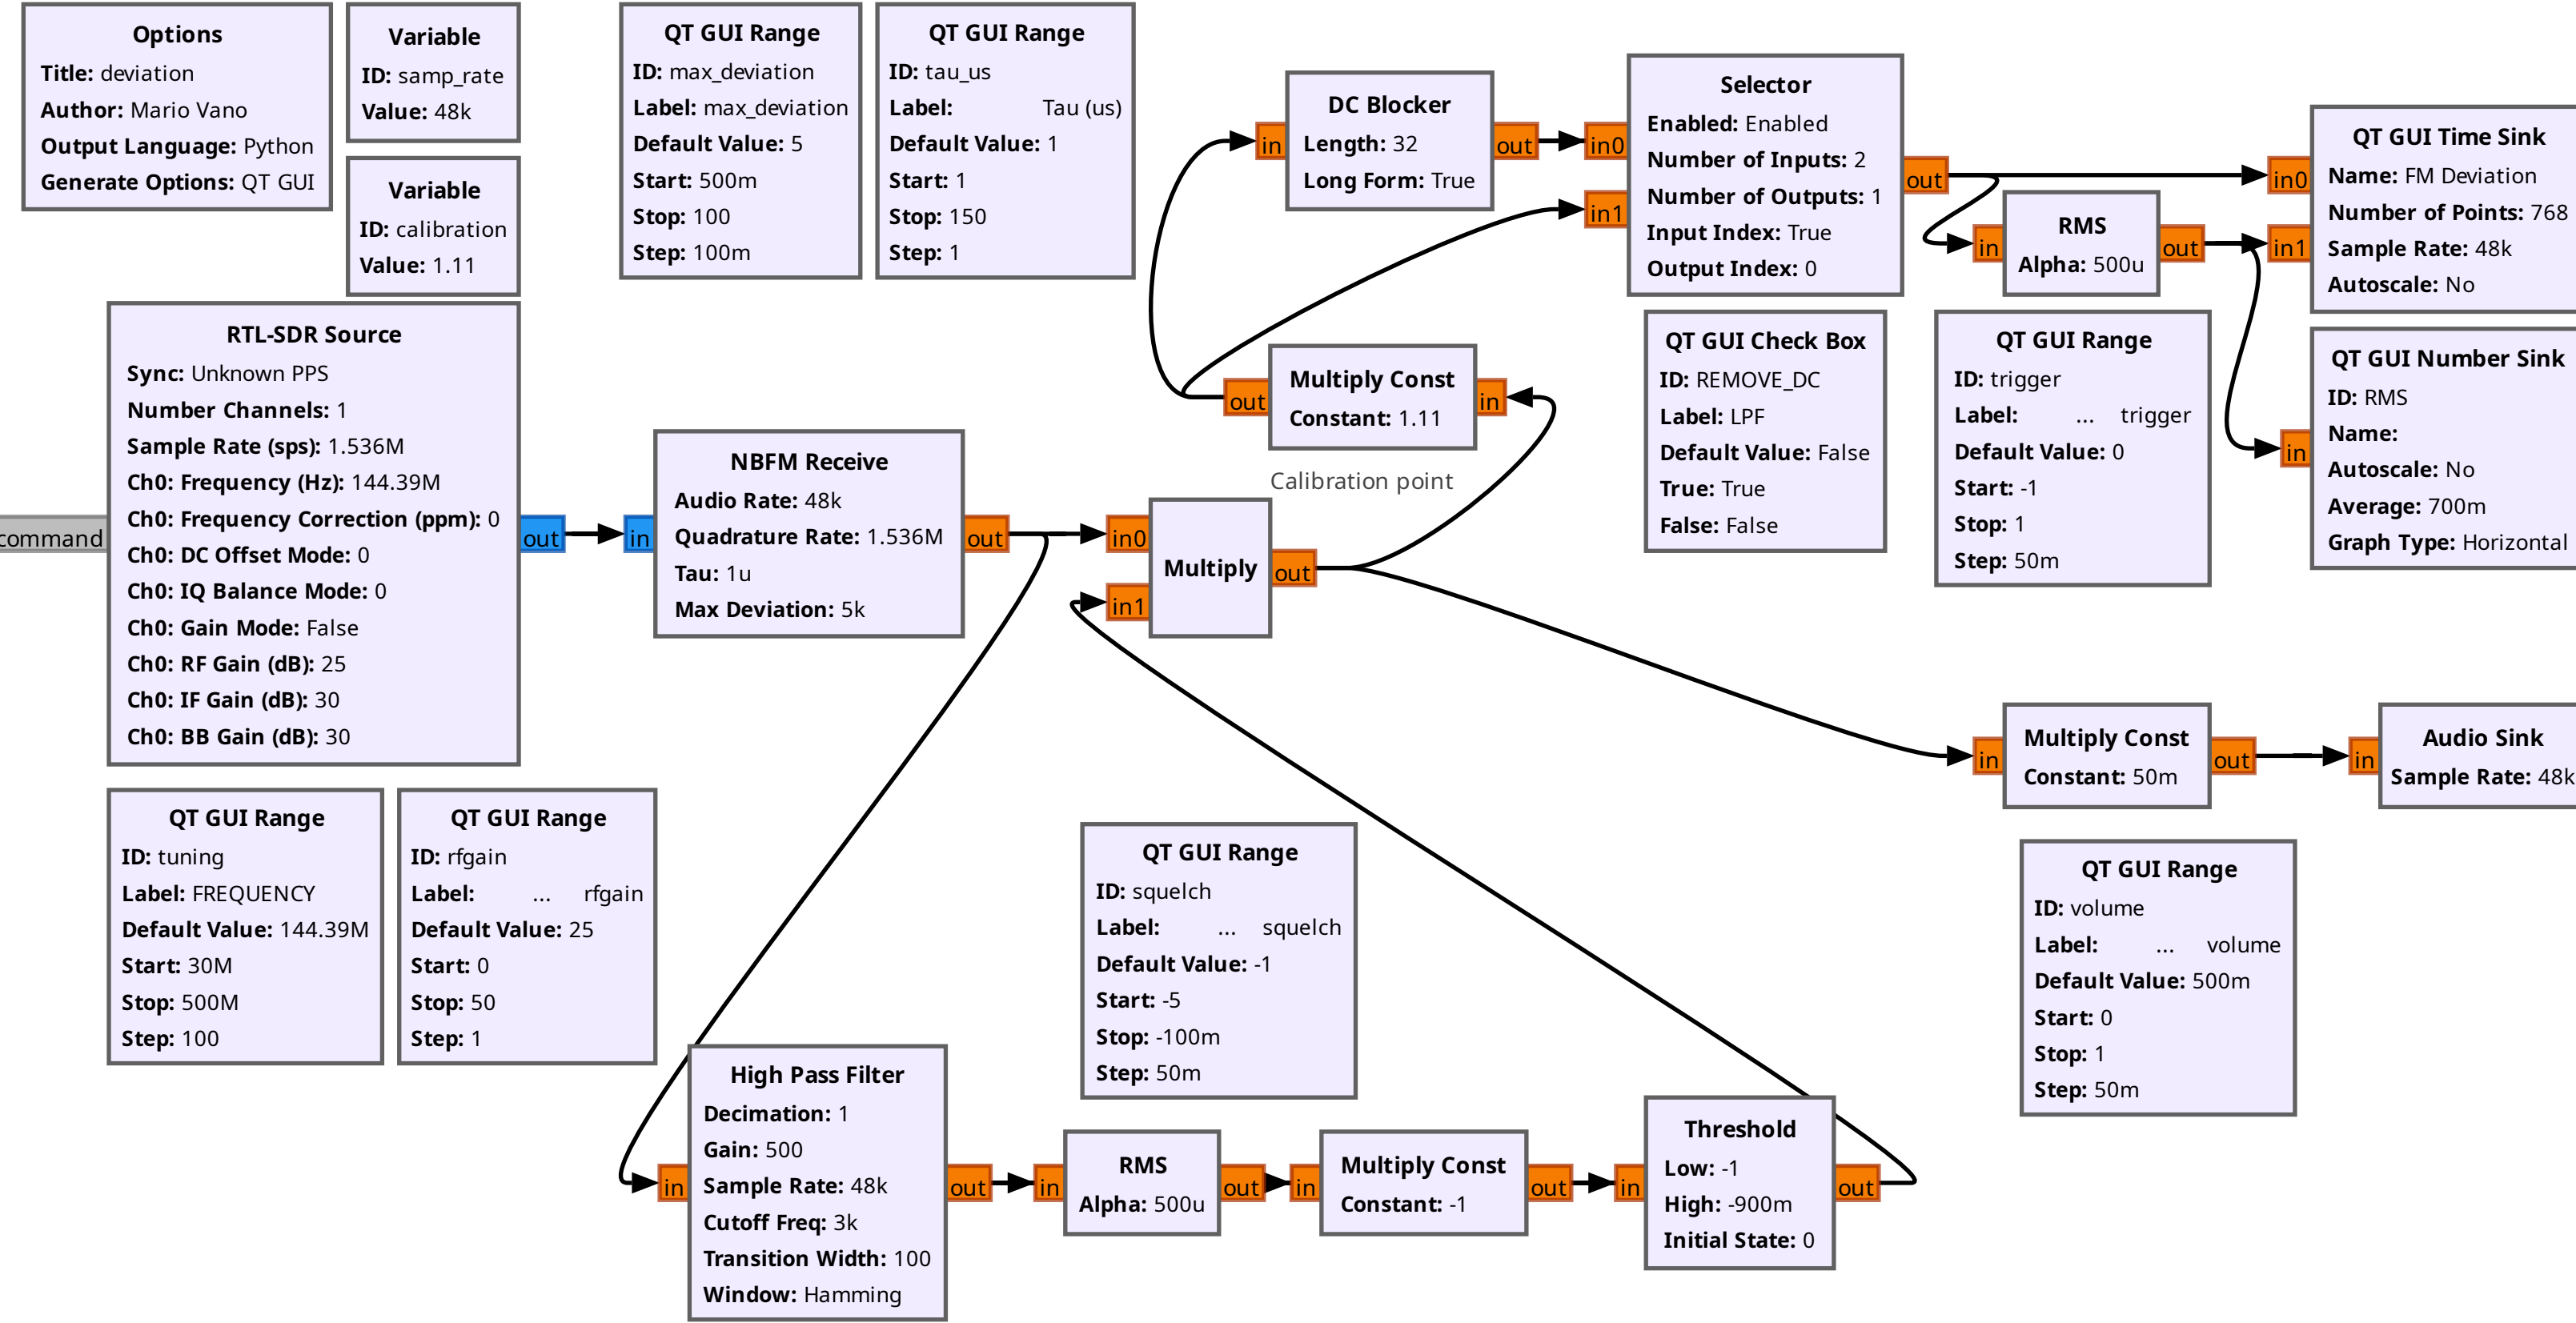 Options
Title: deviation
Author: Mario Vano
Output Language: Python
Generate Options: QT GUI
Variable
ID: samp_rate
Value: 48k
Variable
ID: calibration
Value: 1.11
QT GUI Range
ID: max_deviation
Label: max_deviation
Default Value: 5
Start: 500m
Stop: 100
Step: 100m
QT GUI Range
ID: tau_us
Label: Tau (us)
Default Value: 1
Start: 1
Stop: 150
Step: 1
in
DC Blocker
Length: 32
Long Form: True
out
in0
in1
Selector
Enabled: Enabled
Number of Inputs: 2
Number of Outputs: 1
Input Index: True
Output Index: 0
out
in
RMS
Alpha: 500u
out
in0
in1
QT GUI Time Sink
Name: FM Deviation
Number of Points: 768
Sample Rate: 48k
Autoscale: No
command
RTL-SDR Source
Sync: Unknown PPS
Number Channels: 1
Sample Rate (sps): 1.536M
Ch0: Frequency (Hz): 144.39M
Ch0: Frequency Correction (ppm): 0
Ch0: DC Offset Mode: 0
Ch0: IQ Balance Mode: 0
Ch0: Gain Mode: False
Ch0: RF Gain (dB): 25
Ch0: IF Gain (dB): 30
Ch0: BB Gain (dB): 30
out
in
NBFM Receive
Audio Rate: 48k
Quadrature Rate: 1.536M
Tau: 1u
Max Deviation: 5k
out
out
Multiply Const
Constant: 1.11
in
Calibration point
in0
in1
Multiply
out
QT GUI Check Box
ID: REMOVE_DC
Label: LPF
Default Value: False
True: True
False: False
QT GUI Range
ID: trigger
Label: ... trigger
Default Value: 0
Start: -1
Stop: 1
Step: 50m
in
QT GUI Number Sink
ID: RMS
Name:
Autoscale: No
Average: 700m
Graph Type: Horizontal
in
Multiply Const
Constant: 50m
out
in
Audio Sink
Sample Rate: 48k
QT GUI Range
ID: tuning
Label: FREQUENCY
Default Value: 144.39M
Start: 30M
Stop: 500M
Step: 100
QT GUI Range
ID: rfgain
Label: ... rfgain
Default Value: 25
Start: 0
Stop: 50
Step: 1
QT GUI Range
ID: squelch
Label: ... squelch
Default Value: -1
Start: -5
Stop: -100m
Step: 50m
QT GUI Range
ID: volume
Label: ... volume
Default Value: 500m
Start: 0
Stop: 1
Step: 50m
in
High Pass Filter
Decimation: 1
Gain: 500
Sample Rate: 48k
Cutoff Freq: 3k
Transition Width: 100
Window: Hamming
out
in
RMS
Alpha: 500u
out
in
Multiply Const
Constant: -1
out
in
Threshold
Low: -1
High: -900m
Initial State: 0
out